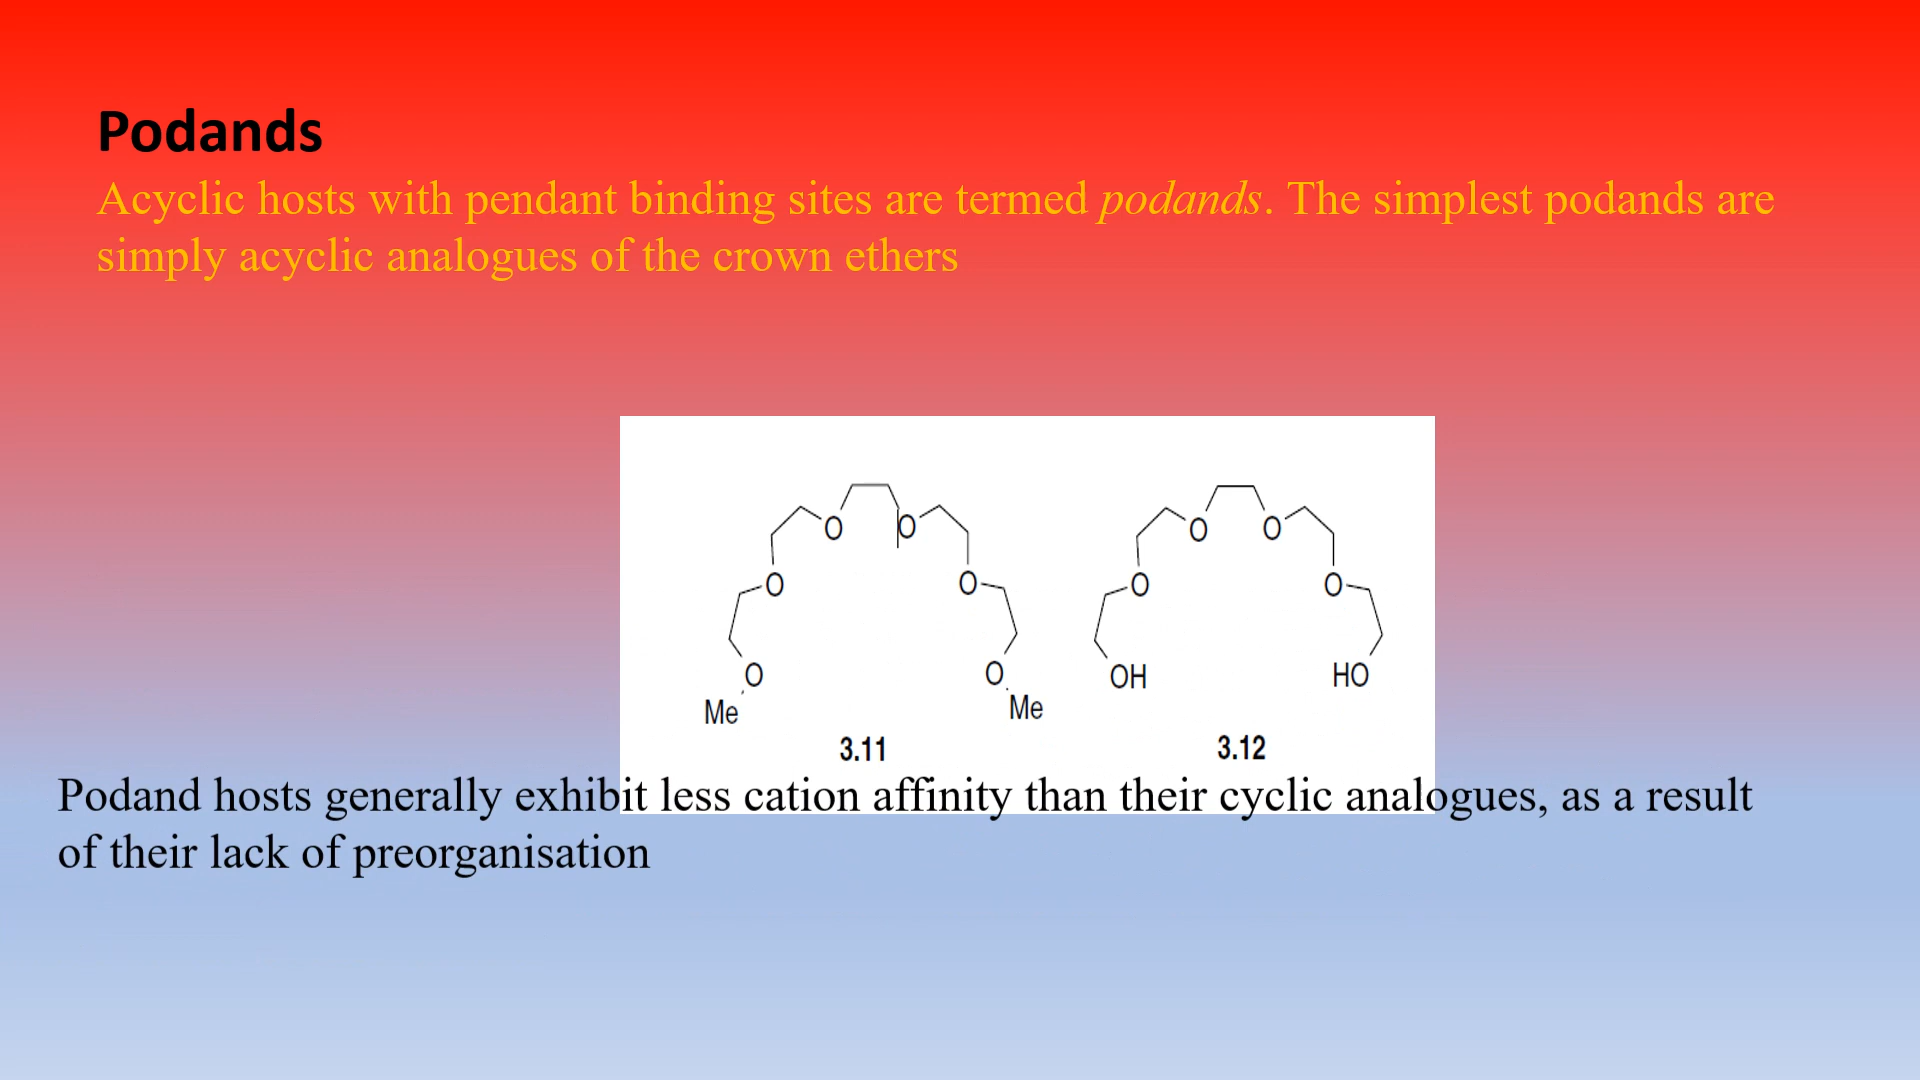 Podands
Acyclic hosts with pendant binding sites are termed podands. The simplest podands are
simply acyclic analogues of the crown ethers
O O O O
O O O O
O O OH HO
Me Me
3.11 3.12
Podand hosts generally exhibit less cation affinity than their cyclic analogues, as a result
of their lack of preorganisation